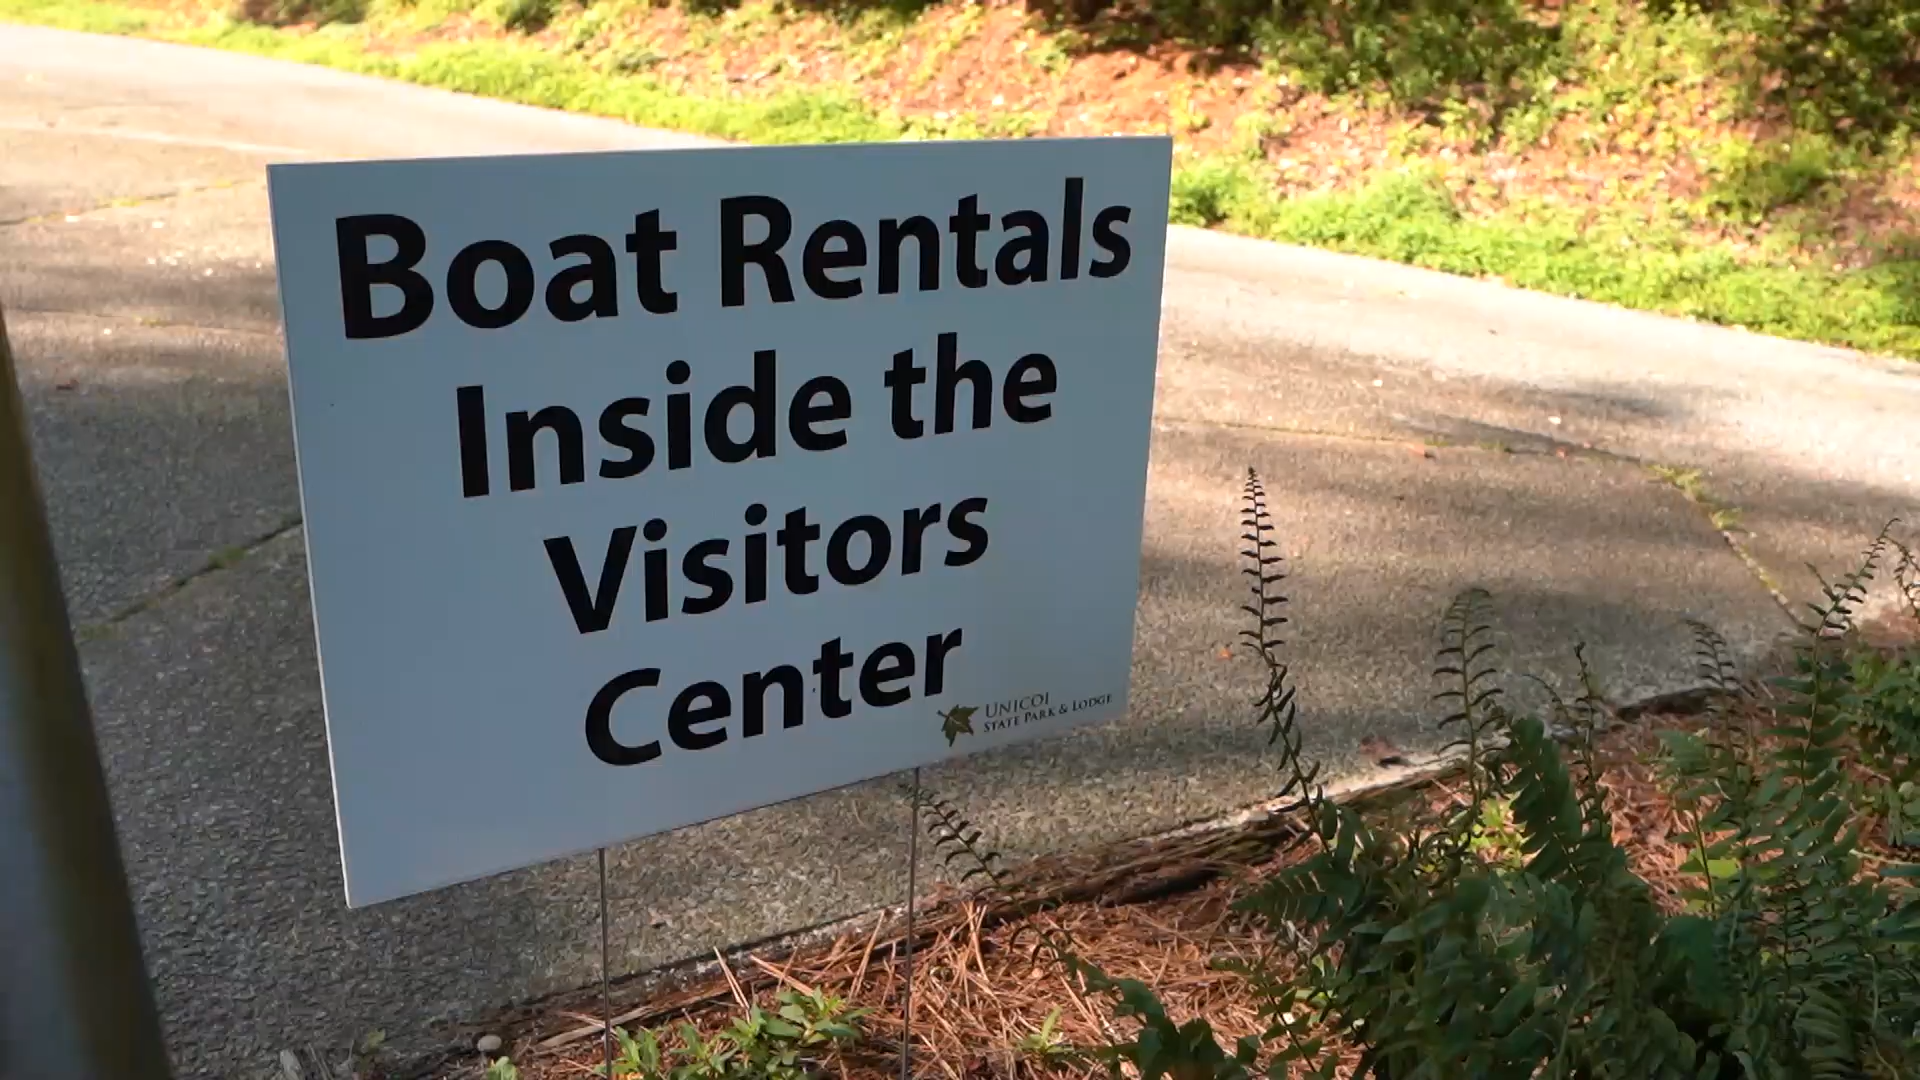 Boat Rentals
Inside the
Visitors
Center
UNICOI
STATE PARK & LODGE